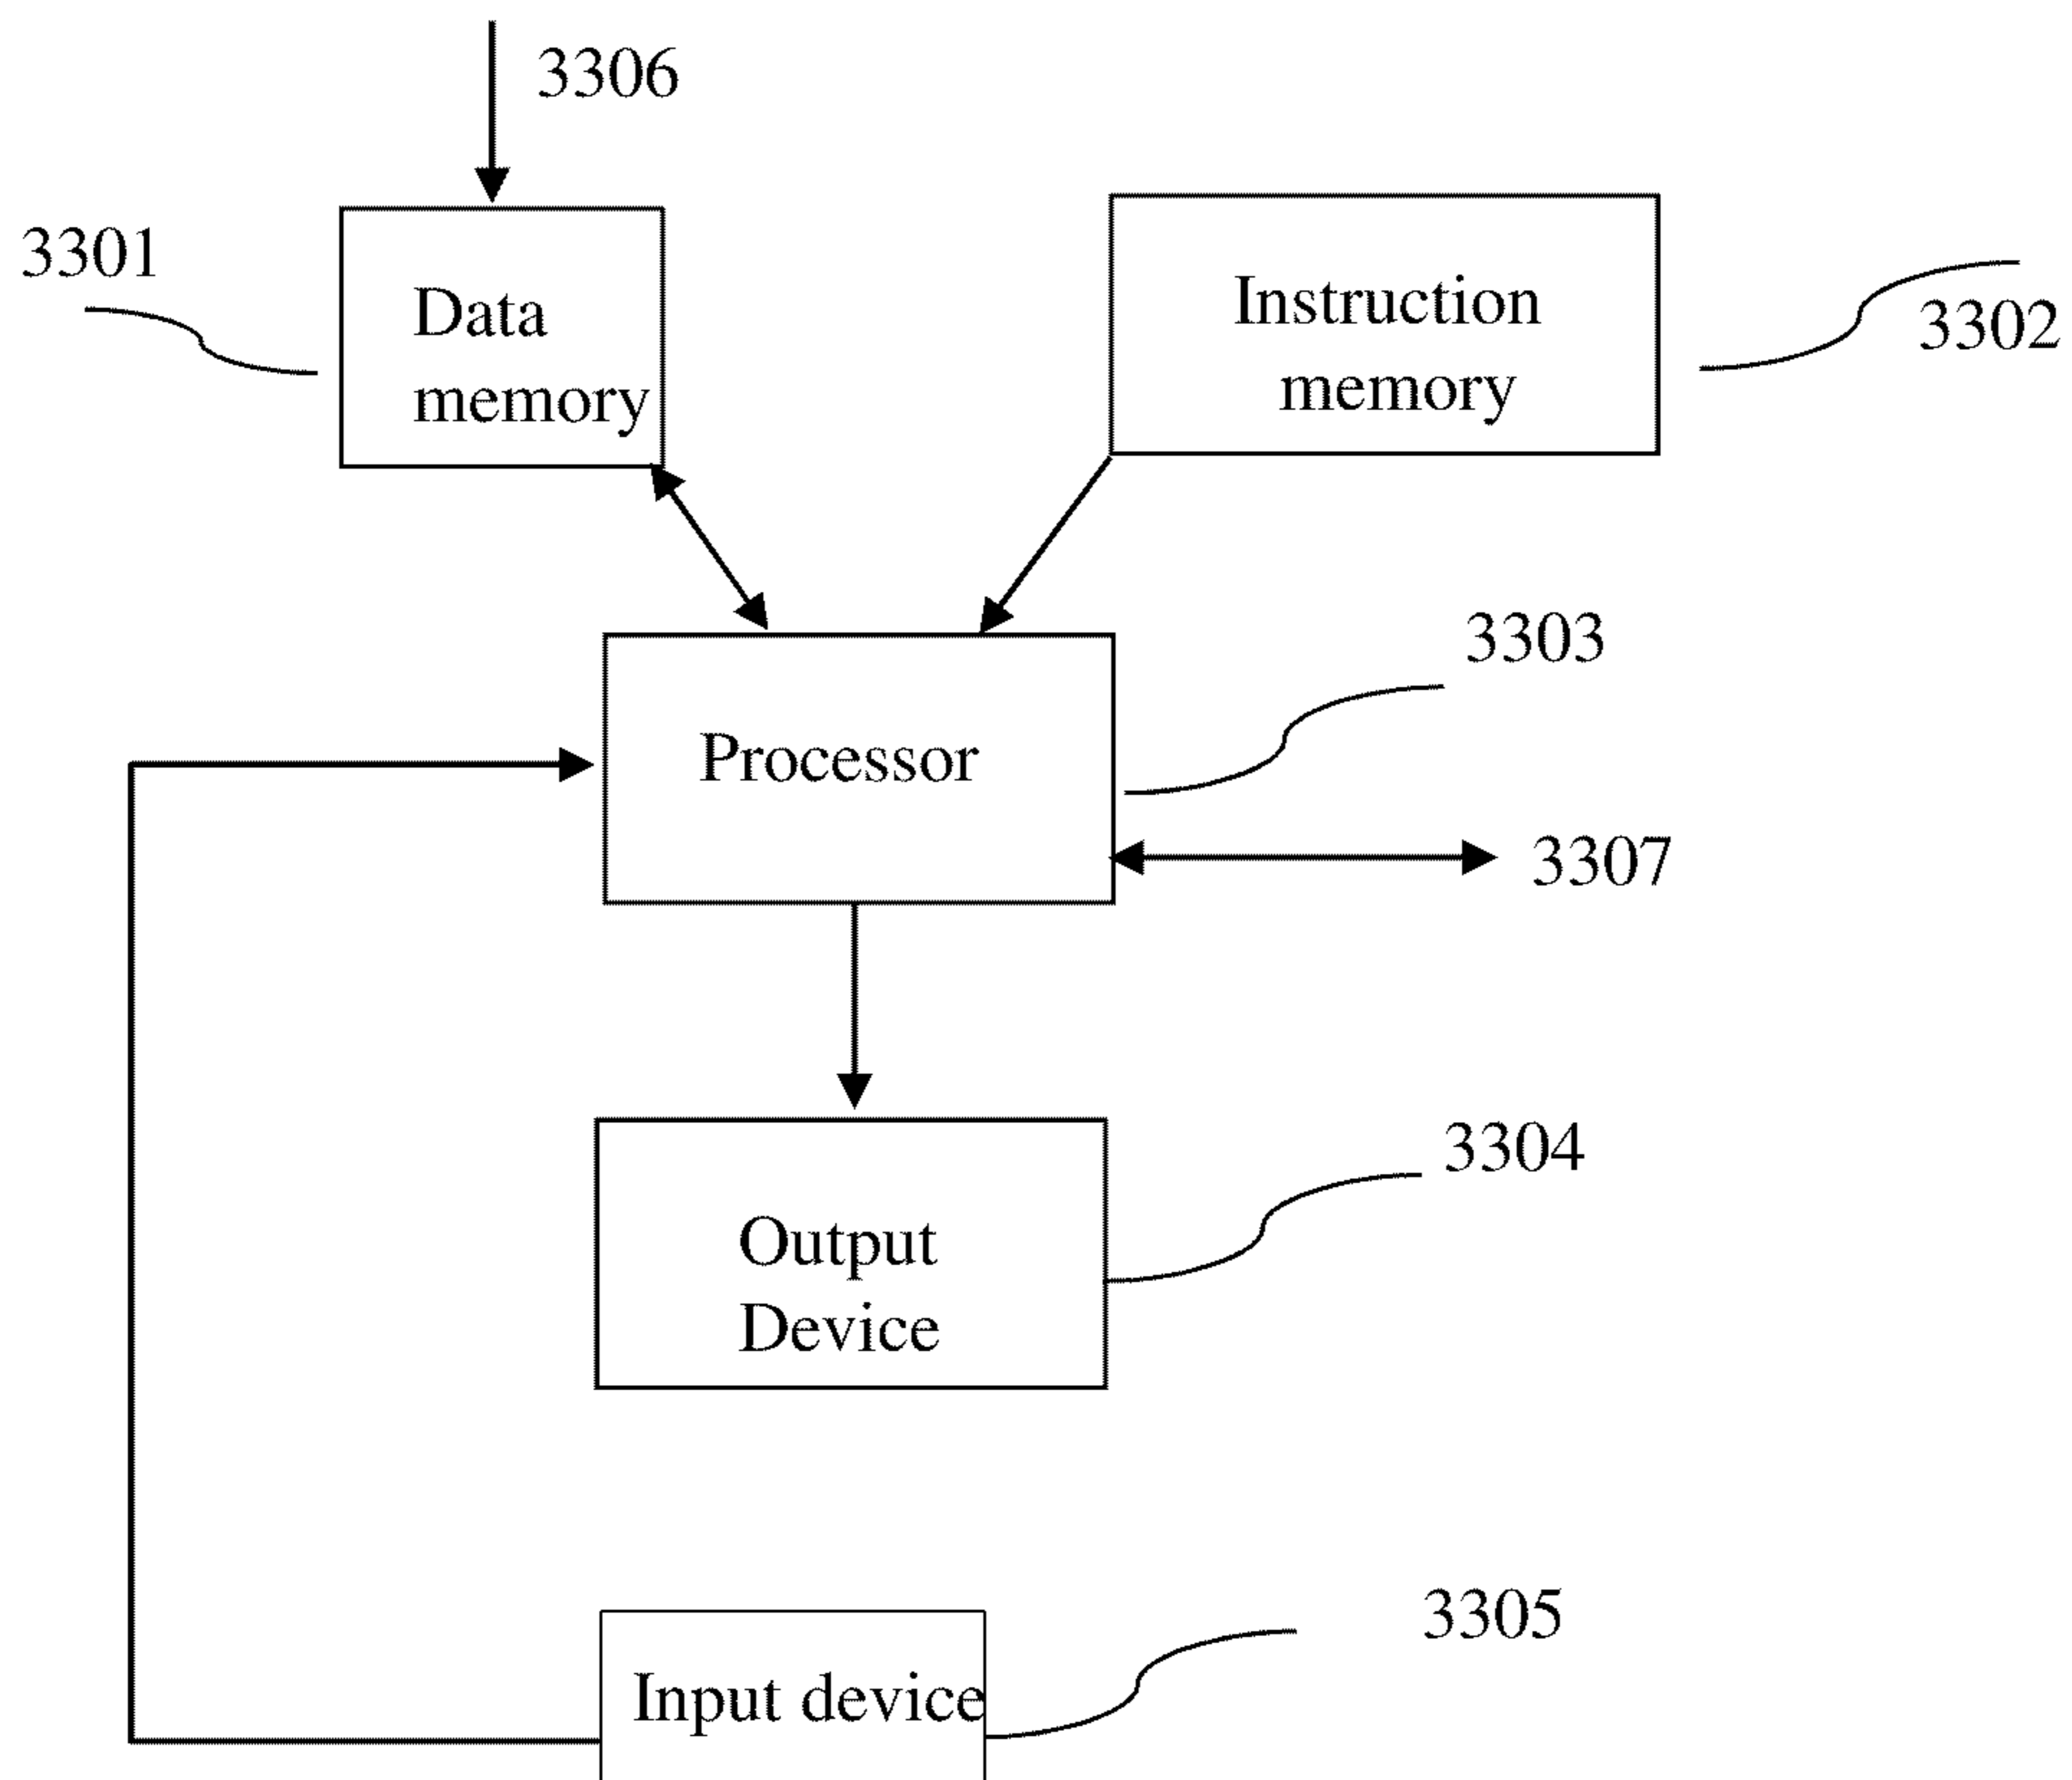 3306
3301
Data
memory
Instruction
memory
3302
3303
Processor
3307
3304
Output
Device
3305
Input device